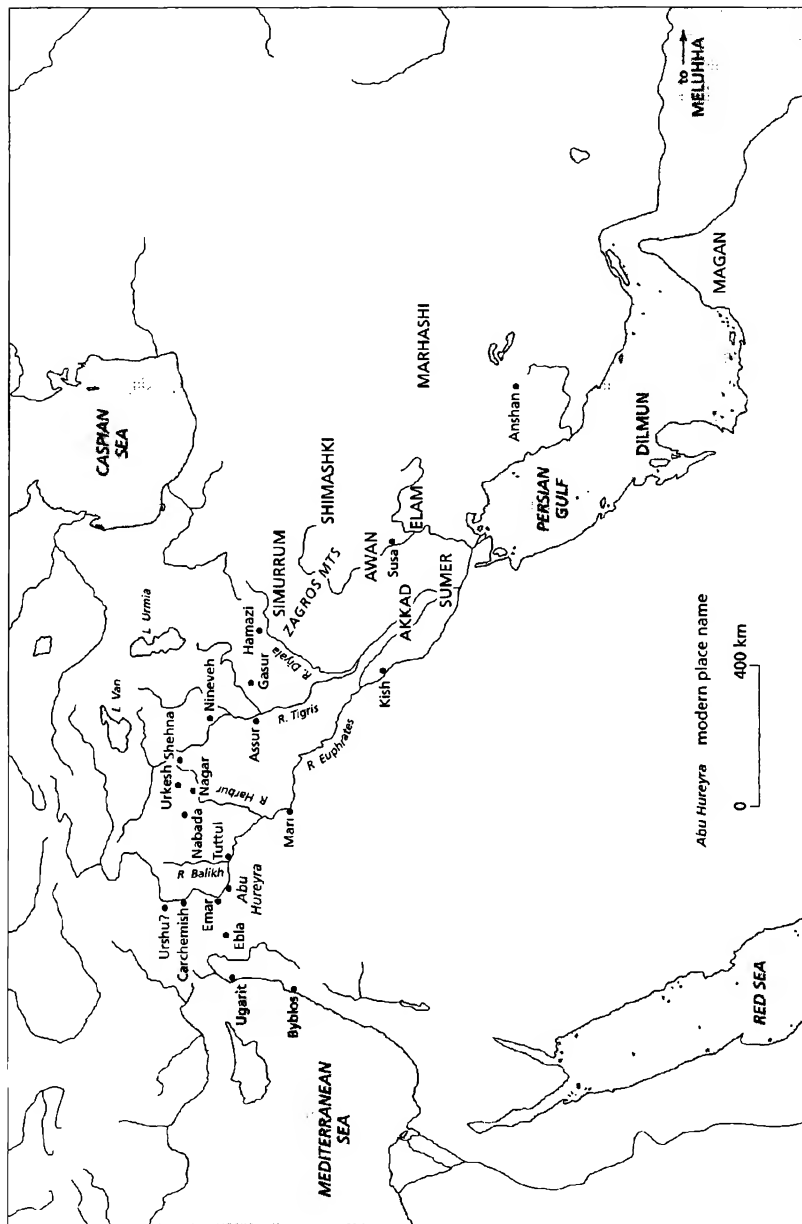 CASPIAN
SEA
L Urmia
L. Van
Urkesh
Shehna
Nineveh
Nagar
Nabada
Tuttul
R Balikh
R Harbur
Urshu?
Carchemish
Emar
Abu
Hureyra
Ebla
Ugarit
Byblos
MEDITERRANEAN
SEA
Hamazi
Gasur
Assur
R. Tigris
R. Diyala
SIMURRUM
ZAGROS MTS
SHIMASHKI
MARHASHI
AWAN
Susa
ELAM
AKKAD
SUMER
Kish
R Euphrates
Mari
Anshan
PERSIAN
GULF
DILMUN
MAGAN
to
MELUHHA
RED SEA
Abu Hureyra modern place name
0 400 km